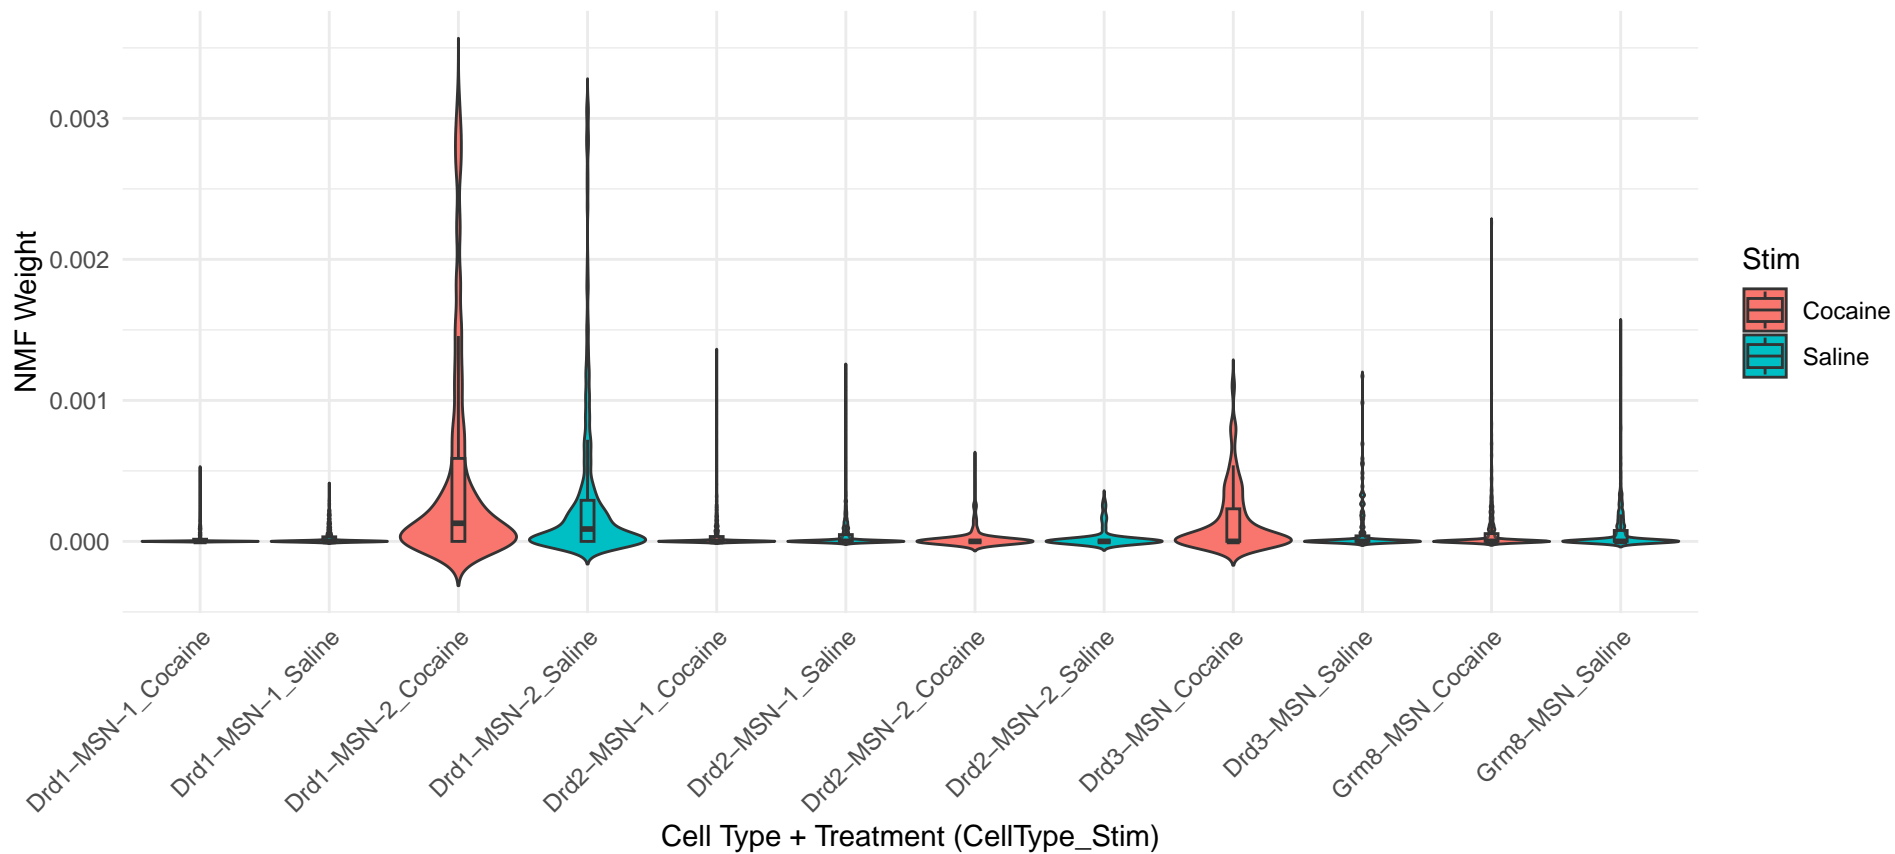 NMF Weight
0.003
0.002
0.001
0.000
Drd1−MSN−1_Cocaine
Drd1−MSN−1_Saline
Drd1−MSN−2_Cocaine
Drd1−MSN−2_Saline
Drd2−MSN−1_Cocaine
Drd2−MSN−1_Saline
Drd2−MSN−2_Cocaine
Drd2−MSN−2_Saline
Drd3−MSN_Cocaine
Drd3−MSN_Saline
Grm8−MSN_Cocaine
Grm8−MSN_Saline
Cell Type + Treatment (CellType_Stim)
Stim
Cocaine
Saline